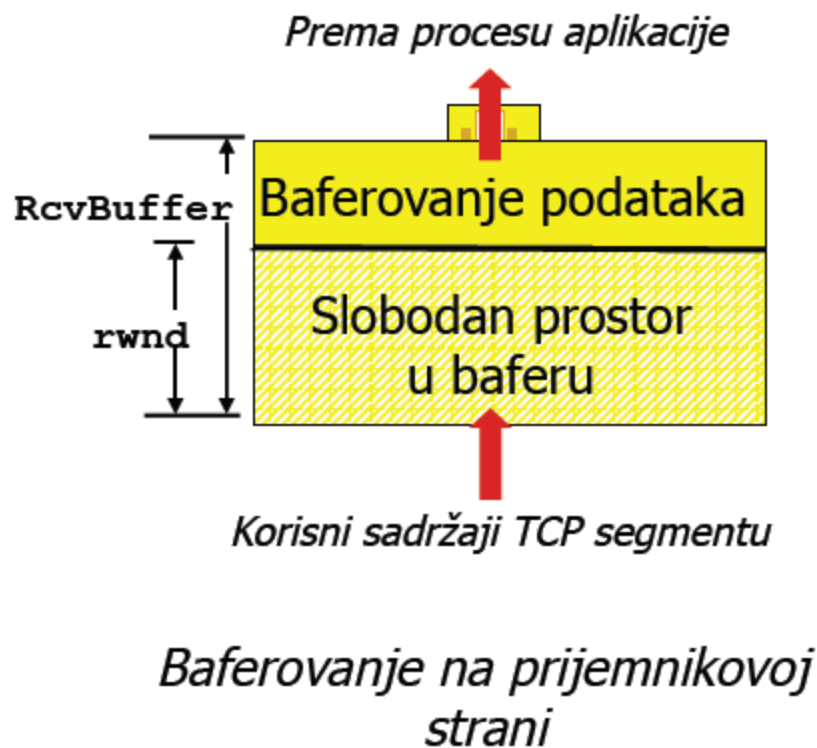 Prema procesu aplikacije
RcvBuffer
Baferovanje podataka
rwnd
Slobodan prostor
u baferu
Korisni sadržaji TCP segmentu
Baferovanje na prijemnikovoj
strani